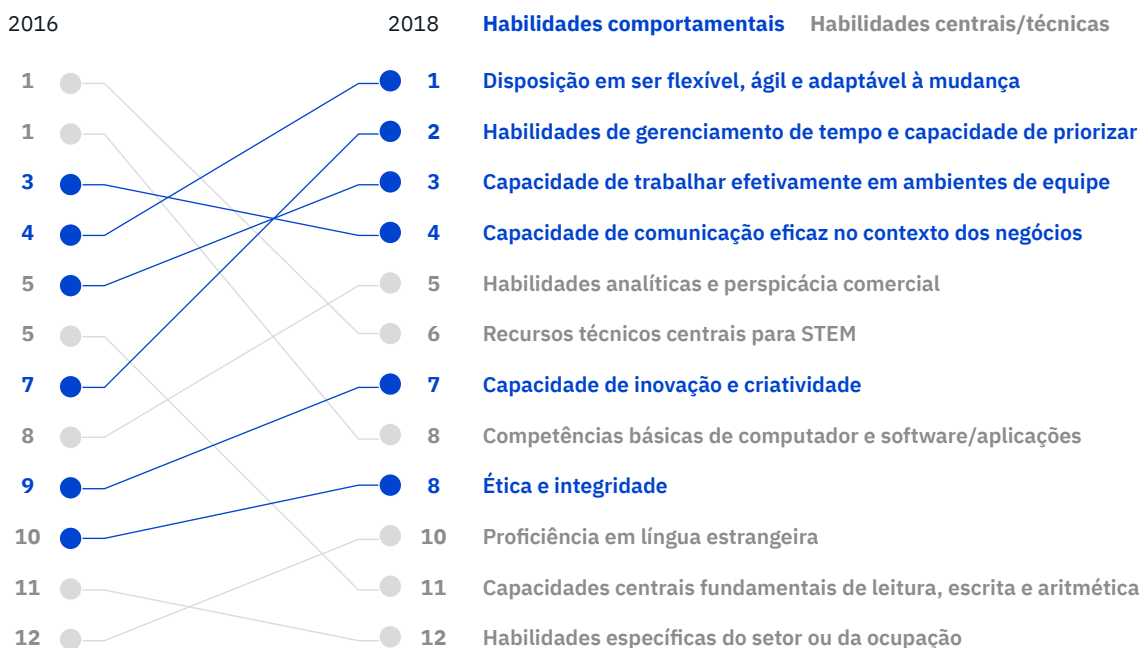 2016 2018 Habilidades comportamentais Habilidades centrais/técnicas
1 1 Disposição em ser flexível, ágil e adaptável à mudança
1 2 Habilidades de gerenciamento de tempo e capacidade de priorizar
3 3 Capacidade de trabalhar efetivamente em ambientes de equipe
4 4 Capacidade de comunicação eficaz no contexto dos negócios
5 5 Habilidades analíticas e perspicácia comercial
5 6 Recursos técnicos centrais para STEM
7 7 Capacidade de inovação e criatividade
8 8 Competências básicas de computador e software/aplicações
9 8 Ética e integridade
10 10 Proficiência em língua estrangeira
11 11 Capacidades centrais fundamentais de leitura, escrita e aritmética
12 12 Habilidades específicas do setor ou da ocupação